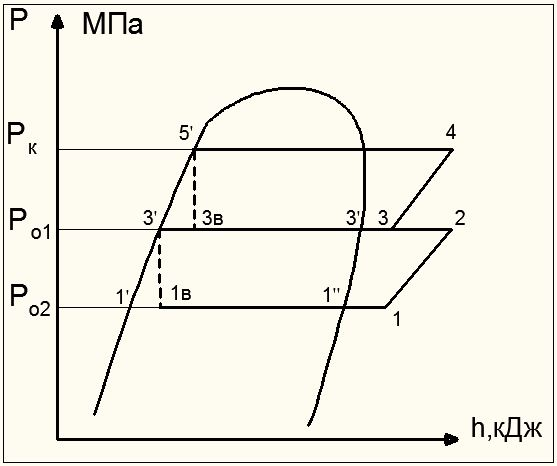 P МПа
Pк 5' 4
Pо1 3' 3в 3' 3 2
Pо2 1' 1в 1" 1
h,кДж